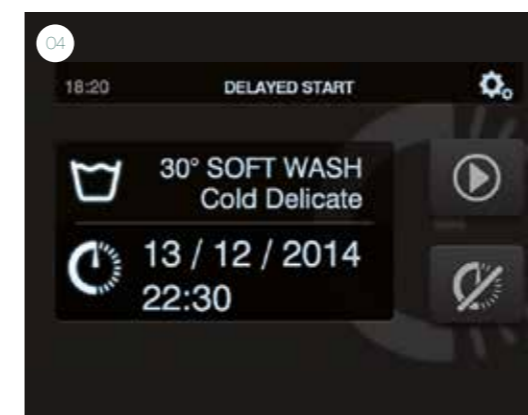 04
18:20 DELAYED START
30° SOFT WASH
Cold Delicate
13 / 12 / 2014
22:30